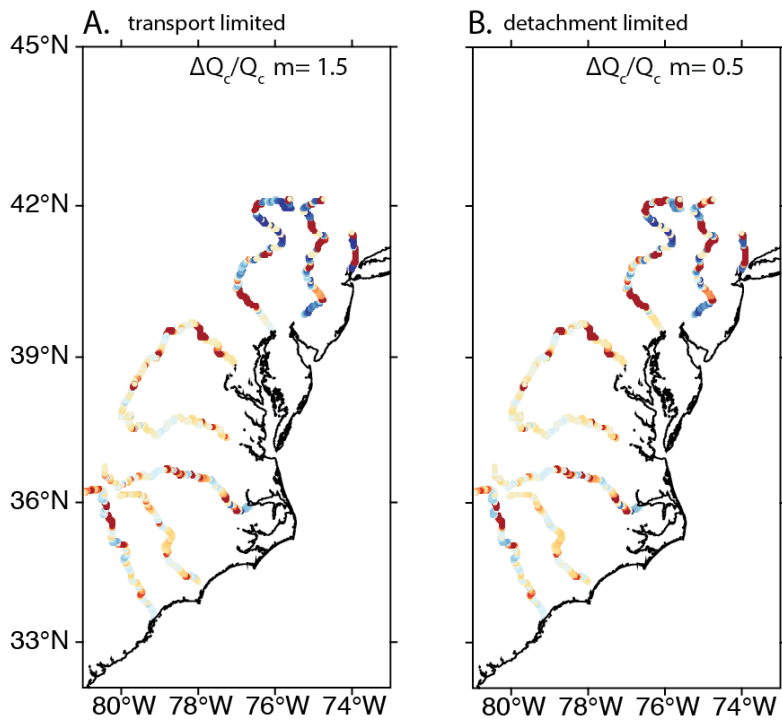 A. transport limited
B. detachment limited
45°N
ΔQc/Qc m= 1.5
ΔQc/Qc m= 0.5
42°N
39°N
36°N
33°N
80°W 78°W 76°W 74°W
80°W 78°W 76°W 74°W